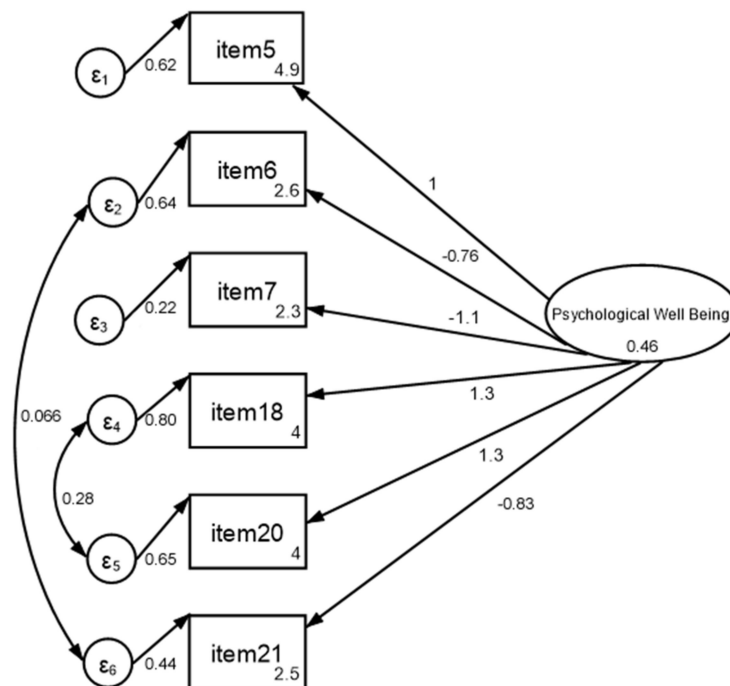 item5
4.9
ε1
0.62
item6
2.6
ε2
0.64
1
-0.76
item7
2.3
ε3
0.22
-1.1
Psychological Well Being
0.46
item18
4
ε4
0.80
1.3
0.066
0.28
item20
4
ε5
0.65
1.3
-0.83
item21
2.5
ε6
0.44